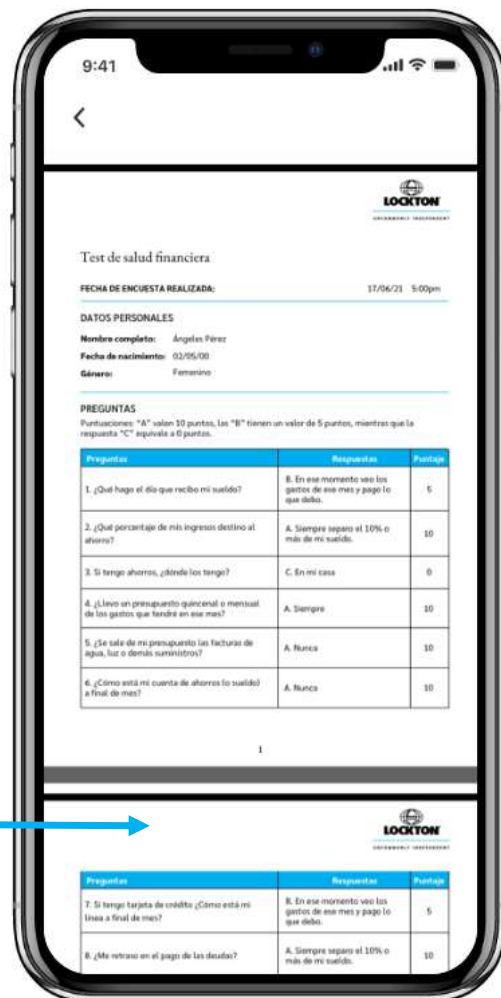 9:41
LOCKTON
UNCOMMONLY INDEPENDENT
Test de salud financiera
FECHA DE ENCUESTA REALIZADA: 17/06/21 5:00pm
DATOS PERSONALES
Nombre completo: Ángeles Pérez
Fecha de nacimiento: 02/05/00
Género: Femenino
PREGUNTAS
Puntuaciones: "A" valen 10 puntos, las "B" tienen un valor de 5 puntos, mientras que la
respuesta "C" equivale a 0 puntos.
Preguntas Respuestas Puntaje
1. ¿Qué hago el día que recibo mi sueldo? B. En ese momento veo los
gastos de ese mes y pago lo
que debo. 5
2. ¿Qué porcentaje de mis ingresos destino al
ahorro? A. Siempre separo el 10% o
más de mi sueldo. 10
3. Si tengo ahorros, ¿dónde los tengo? C. En mi casa 0
4. ¿Llevo un presupuesto quincenal o mensual
de los gastos que tendré en ese mes? A. Siempre 10
5. ¿Se sale de mi presupuesto las facturas de
agua, luz o demás suministros? A. Nunca 10
6. ¿Cómo está mi cuenta de ahorros (o sueldo)
a final de mes? A. Nunca 10
1
LOCKTON
UNCOMMONLY INDEPENDENT
Preguntas Respuestas Puntaje
7. Si tengo tarjeta de crédito ¿Cómo está mi
línea a final de mes? B. En ese momento veo los
gastos de ese mes y pago lo
que debo. 5
8. ¿Me retraso en el pago de las deudas? A. Siempre separo el 10% o
más de mi sueldo. 10